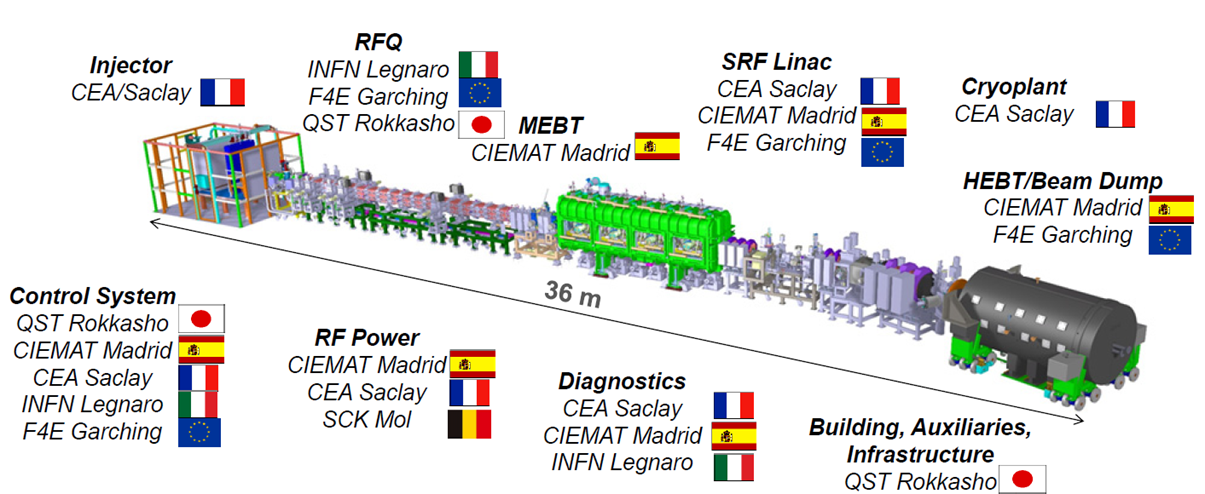 Injector
CEA/Saclay
RFQ
INFN Legnaro
F4E Garching
QST Rokkasho
MEBT
CIEMAT Madrid
SRF Linac
CEA Saclay
CIEMAT Madrid
F4E Garching
Cryoplant
CEA Saclay
HEBT/Beam Dump
CIEMAT Madrid
F4E Garching
36 m
Control System
QST Rokkasho
CIEMAT Madrid
CEA Saclay
INFN Legnaro
F4E Garching
RF Power
CIEMAT Madrid
CEA Saclay
SCK Mol
Diagnostics
CEA Saclay
CIEMAT Madrid
INFN Legnaro
Building, Auxiliaries,
Infrastructure
QST Rokkasho